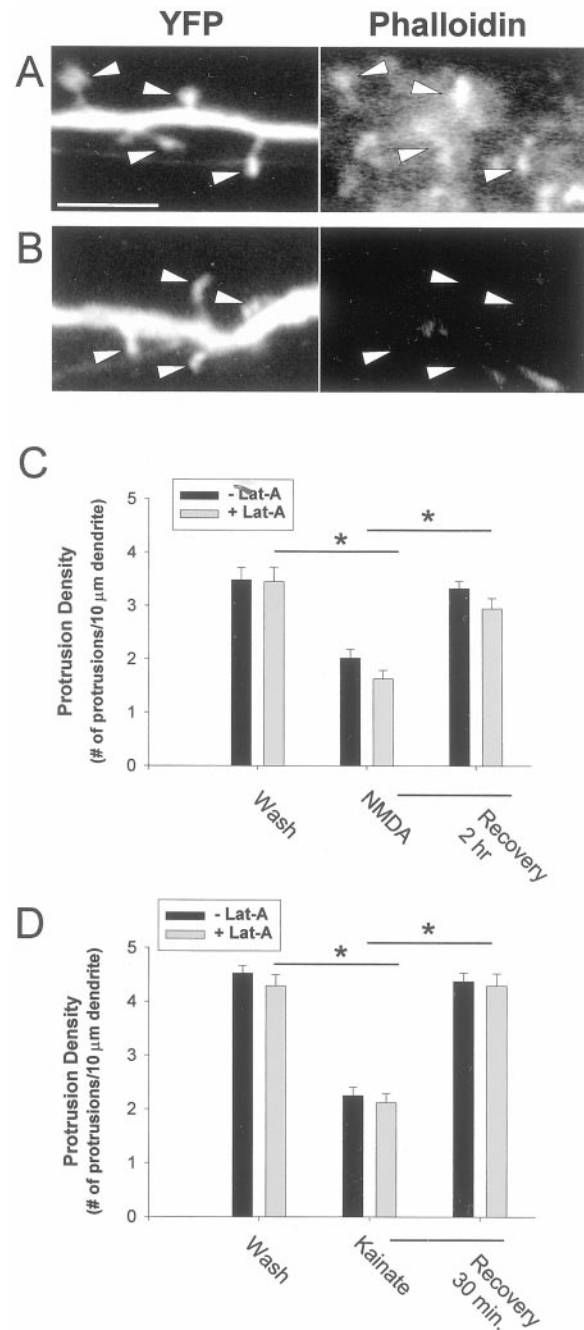 YFP Phalloidin
A
B
C
- Lat-A
+ Lat-A
*
*
5
4
3
2
1
0
Protrusion Density
(# of protrusions/10 μm dendrite)
Wash
NMDA
Recovery
2 hr
D
- Lat-A
+ Lat-A
*
*
5
4
3
2
1
0
Protrusion Density
(# of protrusions/10 μm dendrite)
Wash
Kainate
Recovery
30 min.